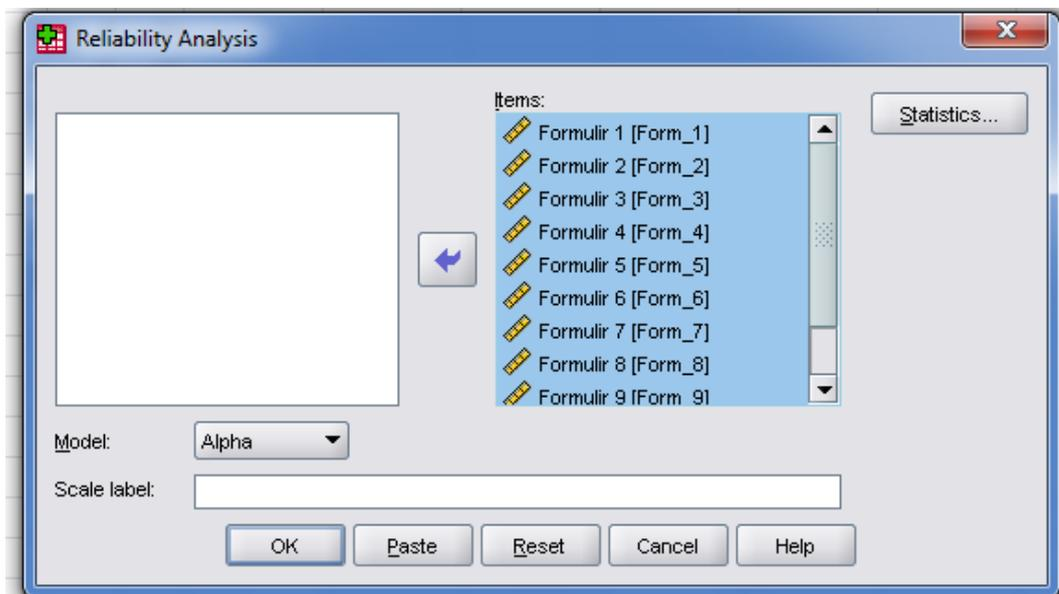 Reliability Analysis
Items:
Statistics...
Formulir 1 [Form_1]
Formulir 2 [Form_2]
Formulir 3 [Form_3]
Formulir 4 [Form_4]
Formulir 5 [Form_5]
Formulir 6 [Form_6]
Formulir 7 [Form_7]
Formulir 8 [Form_8]
Formulir 9 [Form_9]
Model: Alpha
Scale label:
OK Paste Reset Cancel Help